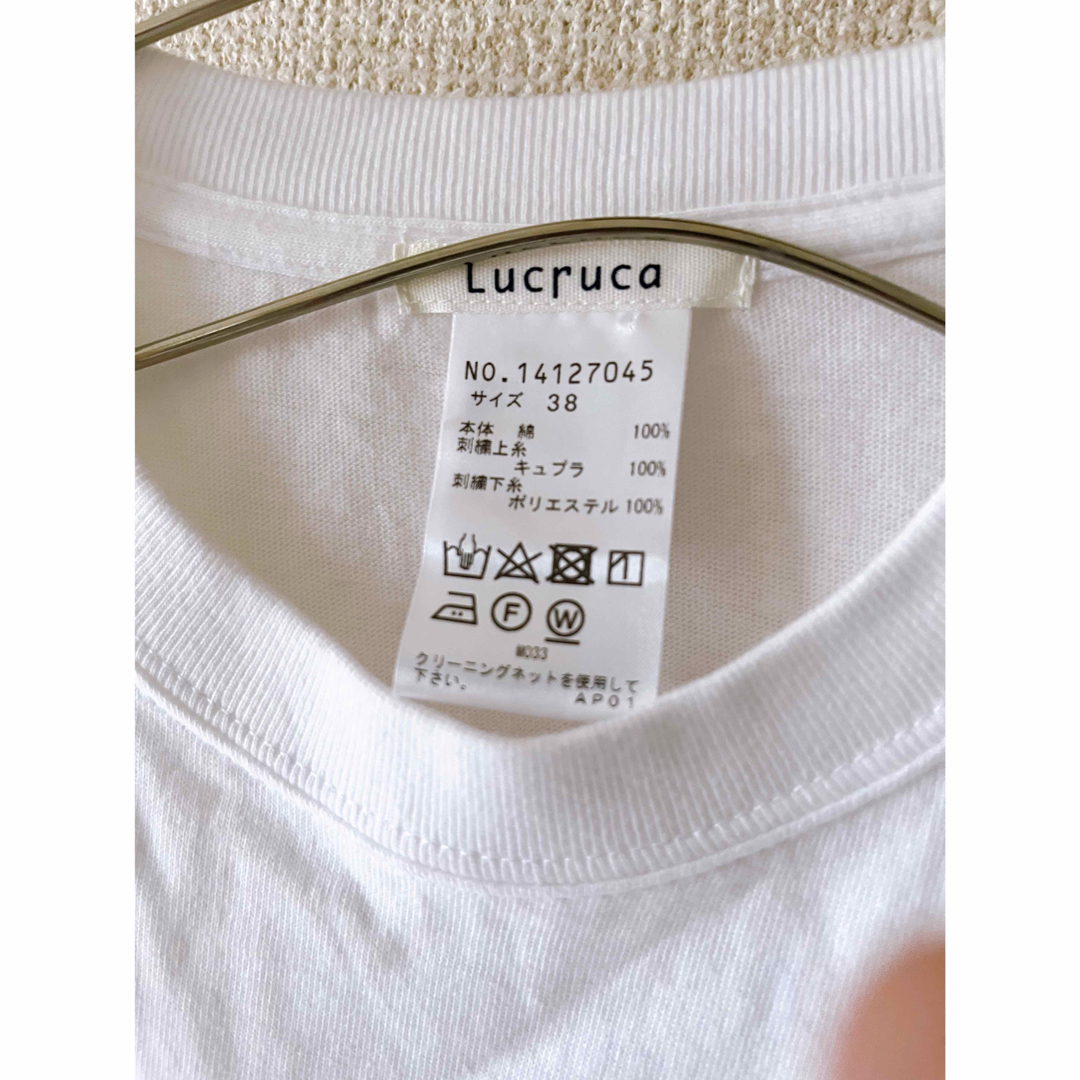 Lucruca
NO.14127045
サイズ 38
本体 綿 100%
刺繍上糸
キュプラ 100%
刺繍下糸
ポリエステル 100%
F W
M033
クリーニングネットを使用して
下さい。
AP01